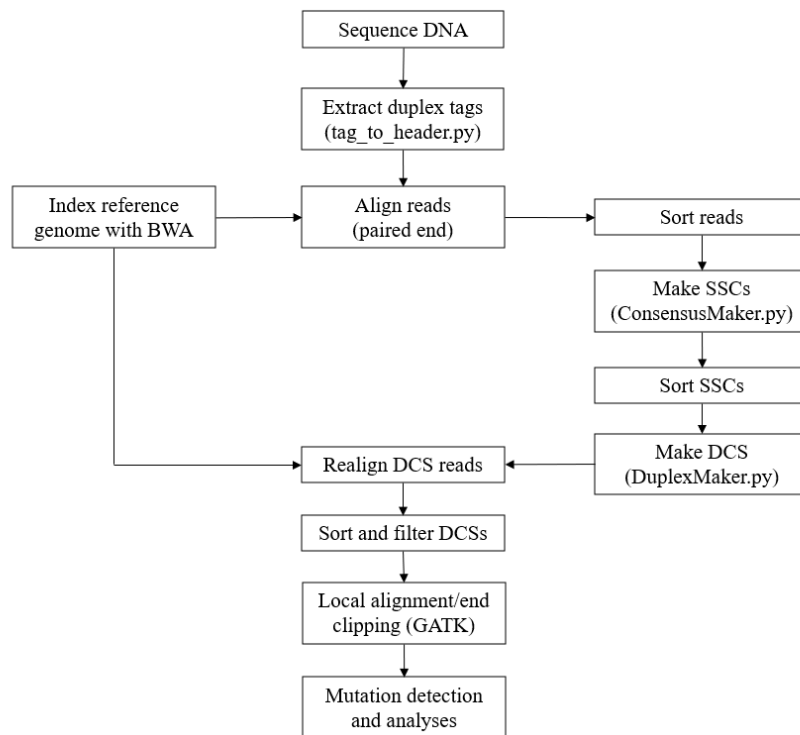 Sequence DNA
Extract duplex tags
(tag_to_header.py)
Index reference
genome with BWA
Align reads
(paired end)
Sort reads
Make SSCs
(ConsensusMaker.py)
Sort SSCs
Make DCS
(DuplexMaker.py)
Realign DCS reads
Sort and filter DCSs
Local alignment/end
clipping (GATK)
Mutation detection
and analyses